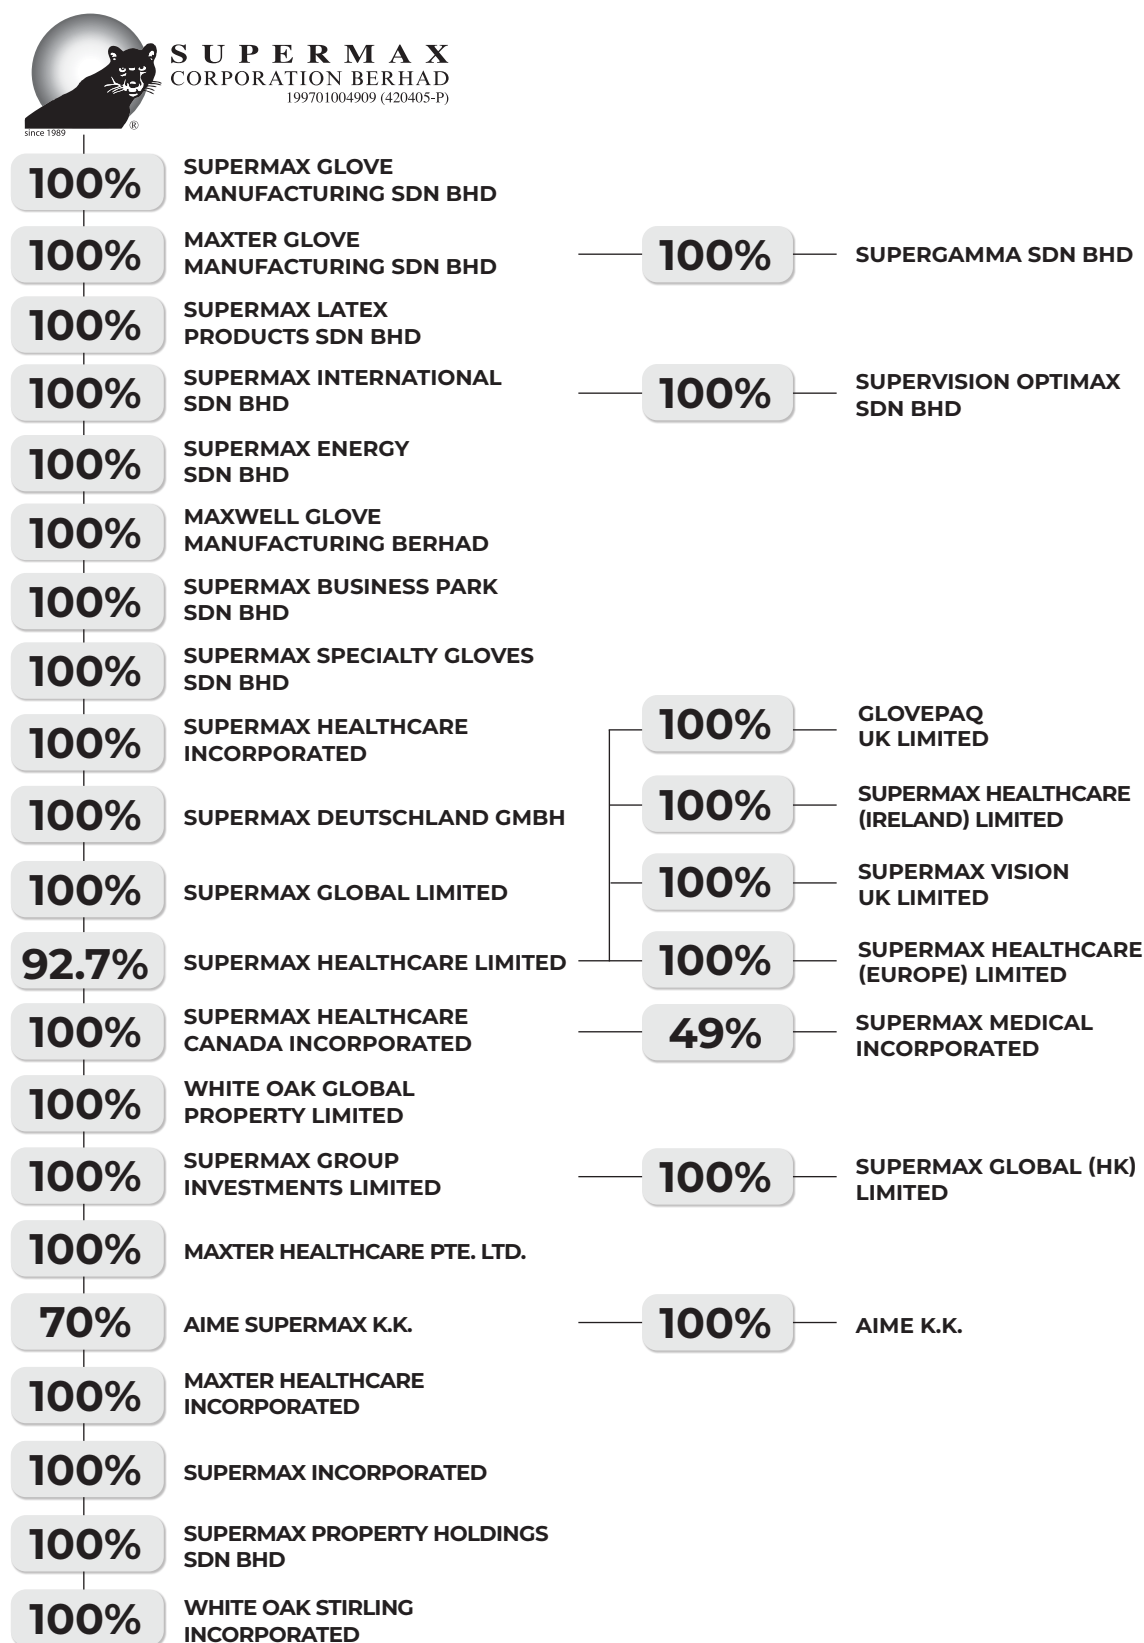 SUPERMAX
CORPORATION BERHAD
199701004909 (420405-P)
since 1989
®
100%
SUPERMAX GLOVE
MANUFACTURING SDN BHD
100%
MAXTER GLOVE
MANUFACTURING SDN BHD
100%
SUPERGAMMA SDN BHD
100%
SUPERMAX LATEX
PRODUCTS SDN BHD
100%
SUPERMAX INTERNATIONAL
SDN BHD
100%
SUPERVISION OPTIMAX
SDN BHD
100%
SUPERMAX ENERGY
SDN BHD
100%
MAXWELL GLOVE
MANUFACTURING BERHAD
100%
SUPERMAX BUSINESS PARK
SDN BHD
100%
SUPERMAX SPECIALTY GLOVES
SDN BHD
100%
SUPERMAX HEALTHCARE
INCORPORATED
100%
SUPERMAX DEUTSCHLAND GMBH
100%
SUPERMAX GLOBAL LIMITED
92.7%
SUPERMAX HEALTHCARE LIMITED
100%
GLOVEPAQ
UK LIMITED
100%
SUPERMAX HEALTHCARE
(IRELAND) LIMITED
100%
SUPERMAX VISION
UK LIMITED
100%
SUPERMAX HEALTHCARE
(EUROPE) LIMITED
100%
SUPERMAX HEALTHCARE
CANADA INCORPORATED
49%
SUPERMAX MEDICAL
INCORPORATED
100%
WHITE OAK GLOBAL
PROPERTY LIMITED
100%
SUPERMAX GROUP
INVESTMENTS LIMITED
100%
SUPERMAX GLOBAL (HK)
LIMITED
100%
MAXTER HEALTHCARE PTE. LTD.
70%
AIME SUPERMAX K.K.
100%
AIME K.K.
100%
MAXTER HEALTHCARE
INCORPORATED
100%
SUPERMAX INCORPORATED
100%
SUPERMAX PROPERTY HOLDINGS
SDN BHD
100%
WHITE OAK STIRLING
INCORPORATED